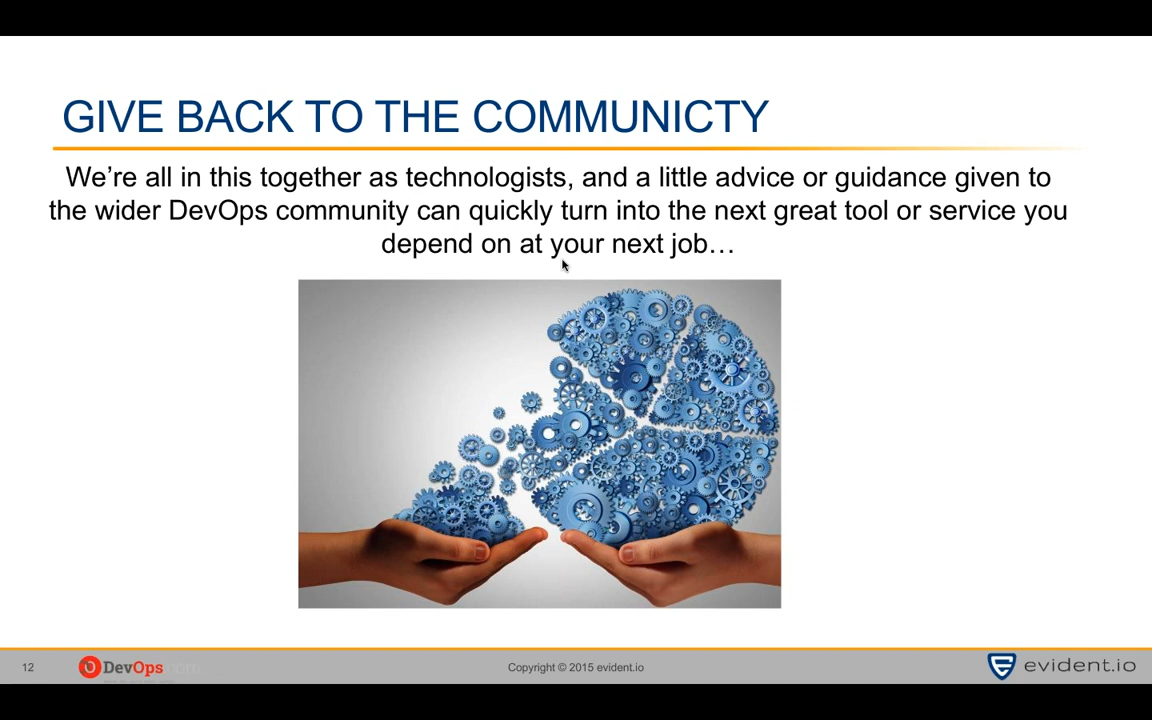 GIVE BACK TO THE COMMUNICTY
We’re all in this together as technologists, and a little advice or guidance given to
the wider DevOps community can quickly turn into the next great tool or service you
depend on at your next job…
12
DevOps.com
Copyright © 2015 evident.io
evident.io